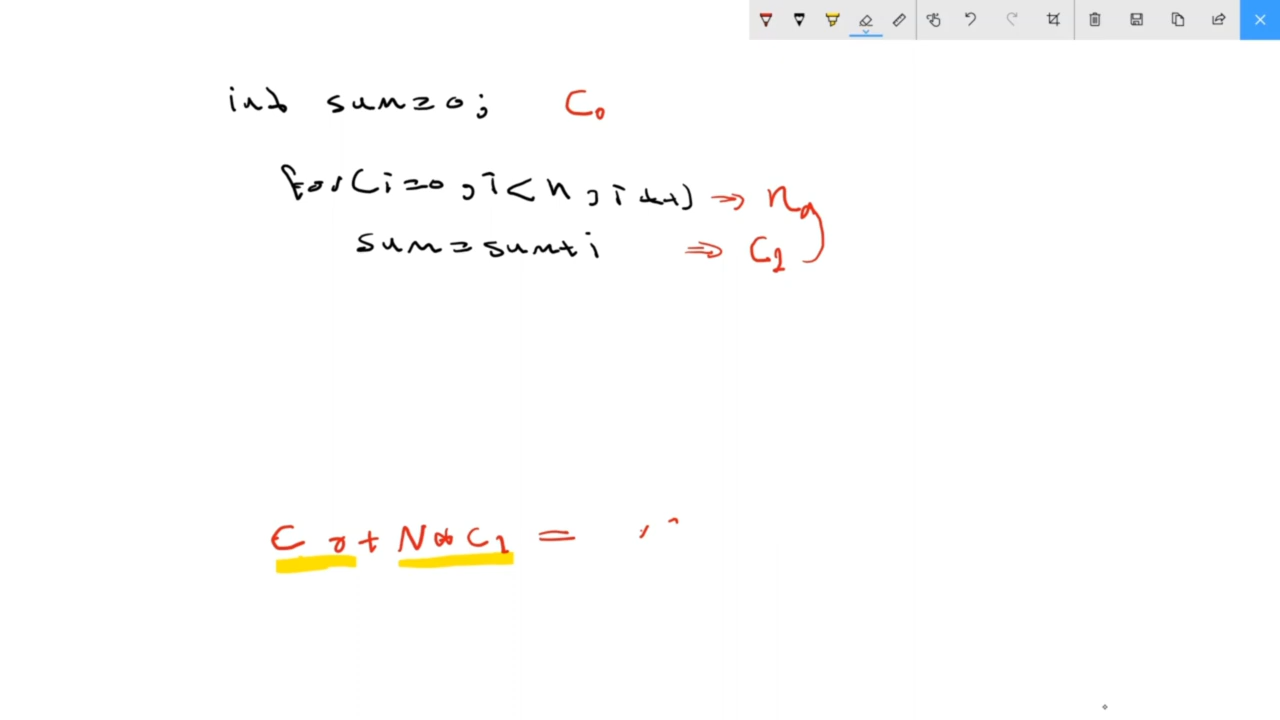 int sum=0; C₀
for(i=0; i<n; i++) ⇒ n
sum=sum+i ⇒ C₁
C₀ + N*C₁ =